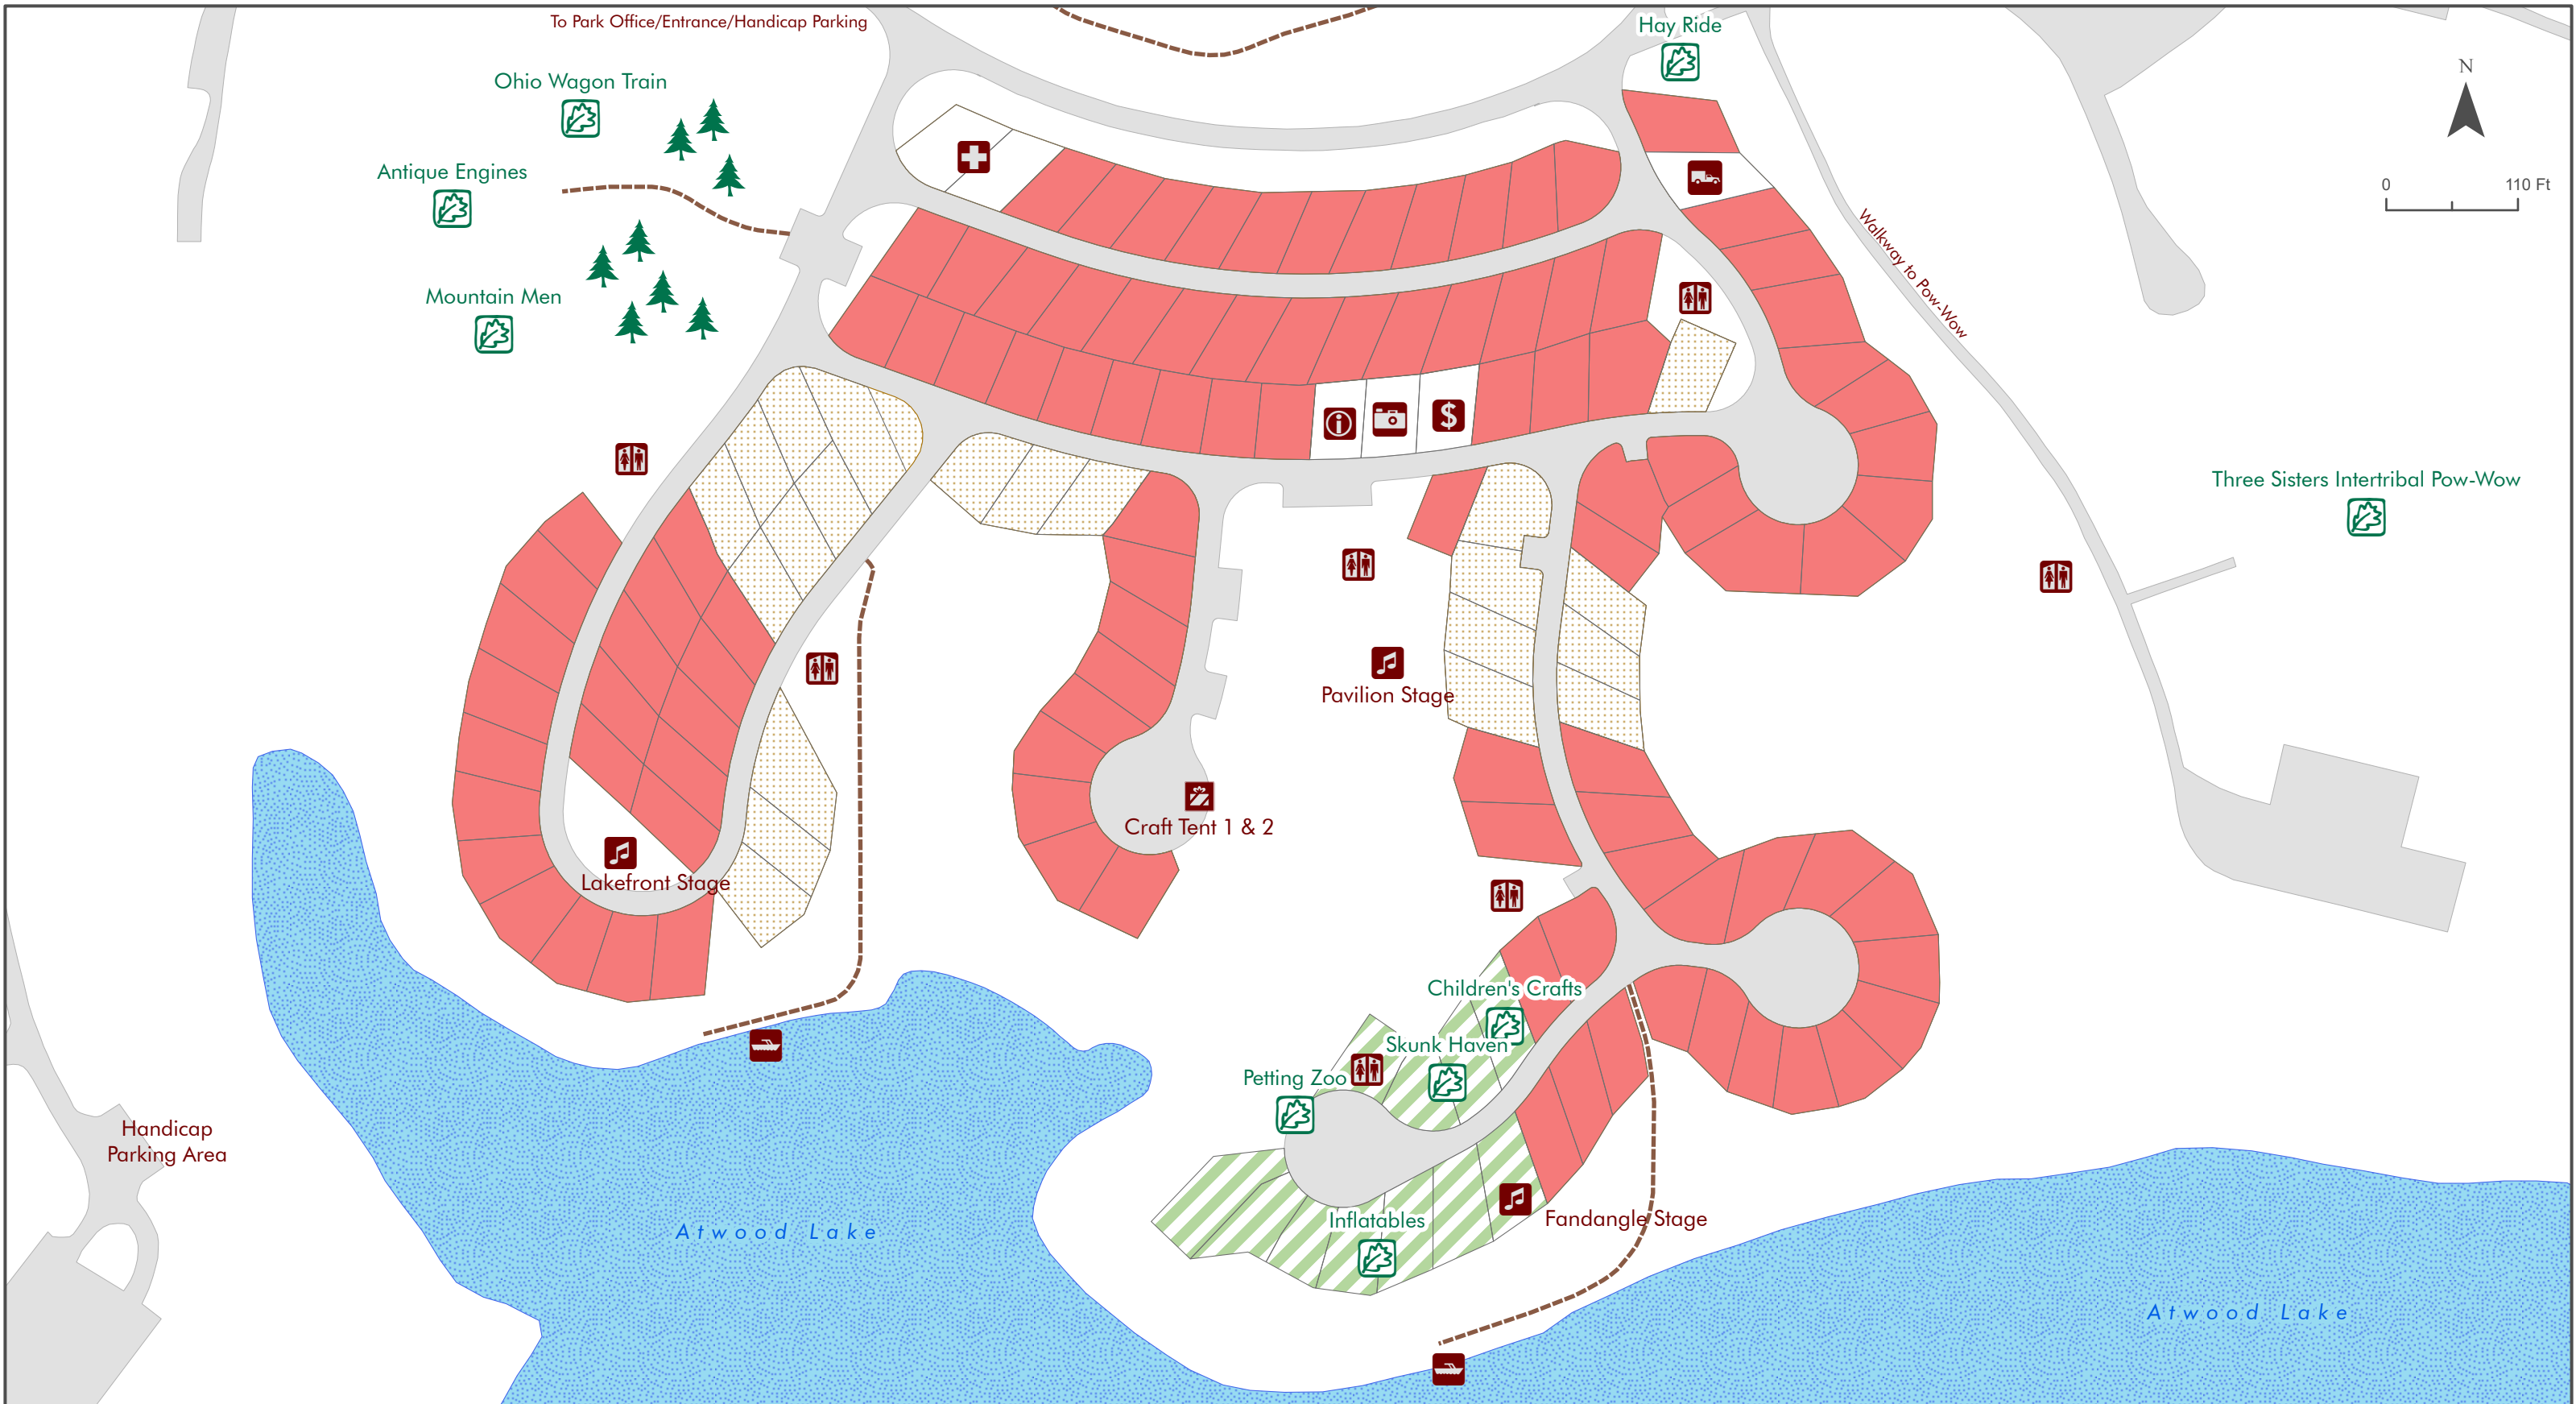 To Park Office/Entrance/Handicap Parking
Hay Ride
Ohio Wagon Train
N
Antique Engines
0 110 Ft
Walkway to Pow-Wow
Mountain Men
$
Three Sisters Intertribal Pow-Wow
Pavilion Stage
Craft Tent 1 & 2
Lakefront Stage
Children's Crafts
Skunk Haven
Petting Zoo
Handicap
Parking Area
Inflatables
Fandangle Stage
Atwood Lake
Atwood Lake